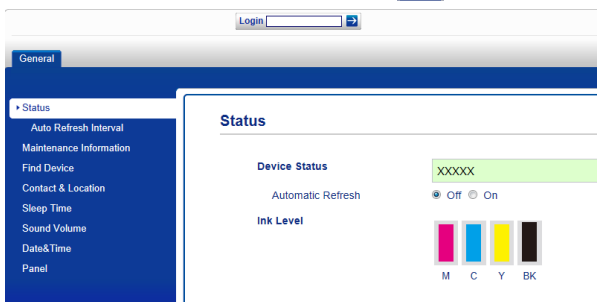 Login
General
Status
Auto Refresh Interval
Maintenance Information
Find Device
Contact & Location
Sleep Time
Sound Volume
Date&Time
Panel
Status
Device Status XXXXX
Automatic Refresh Off On
Ink Level
M C Y BK